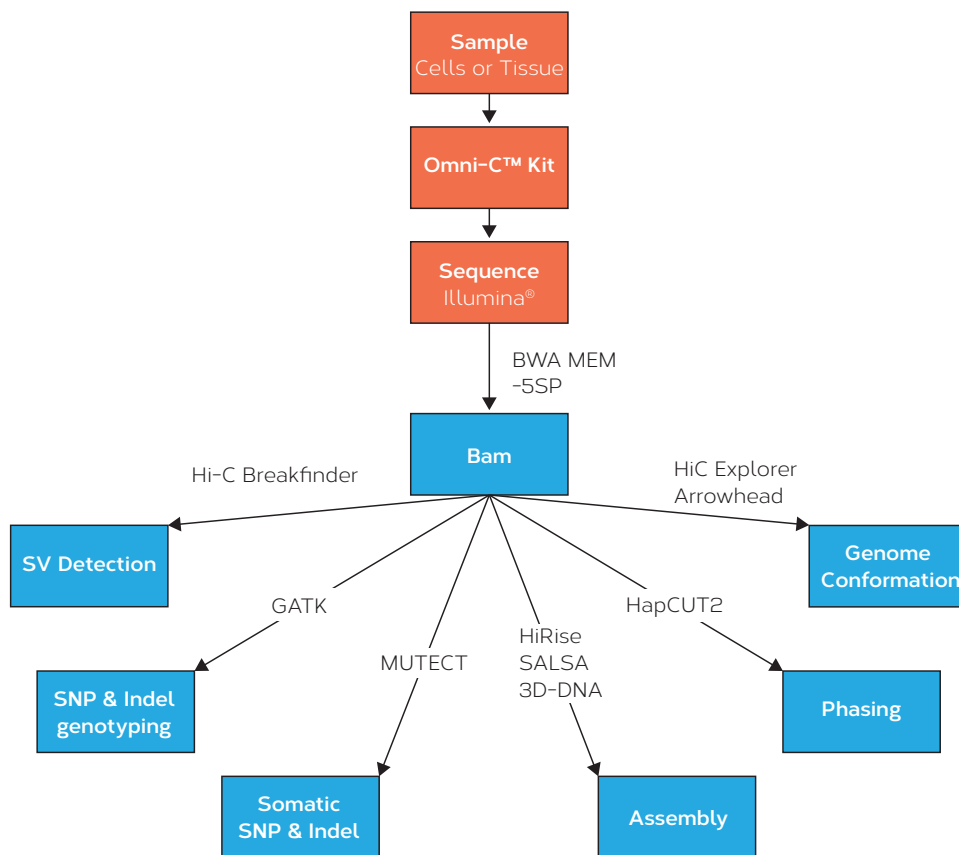 Sample
Cells or Tissue
Omni-C™ Kit
Sequence
Illumina®
BWA MEM
-5SP
Bam
Hi-C Breakfinder
HiC Explorer
Arrowhead
SV Detection
Genome
Conformation
GATK
HapCUT2
MUTECT
HiRise
SALSA
3D-DNA
SNP & Indel
genotyping
Phasing
Somatic
SNP & Indel
Assembly